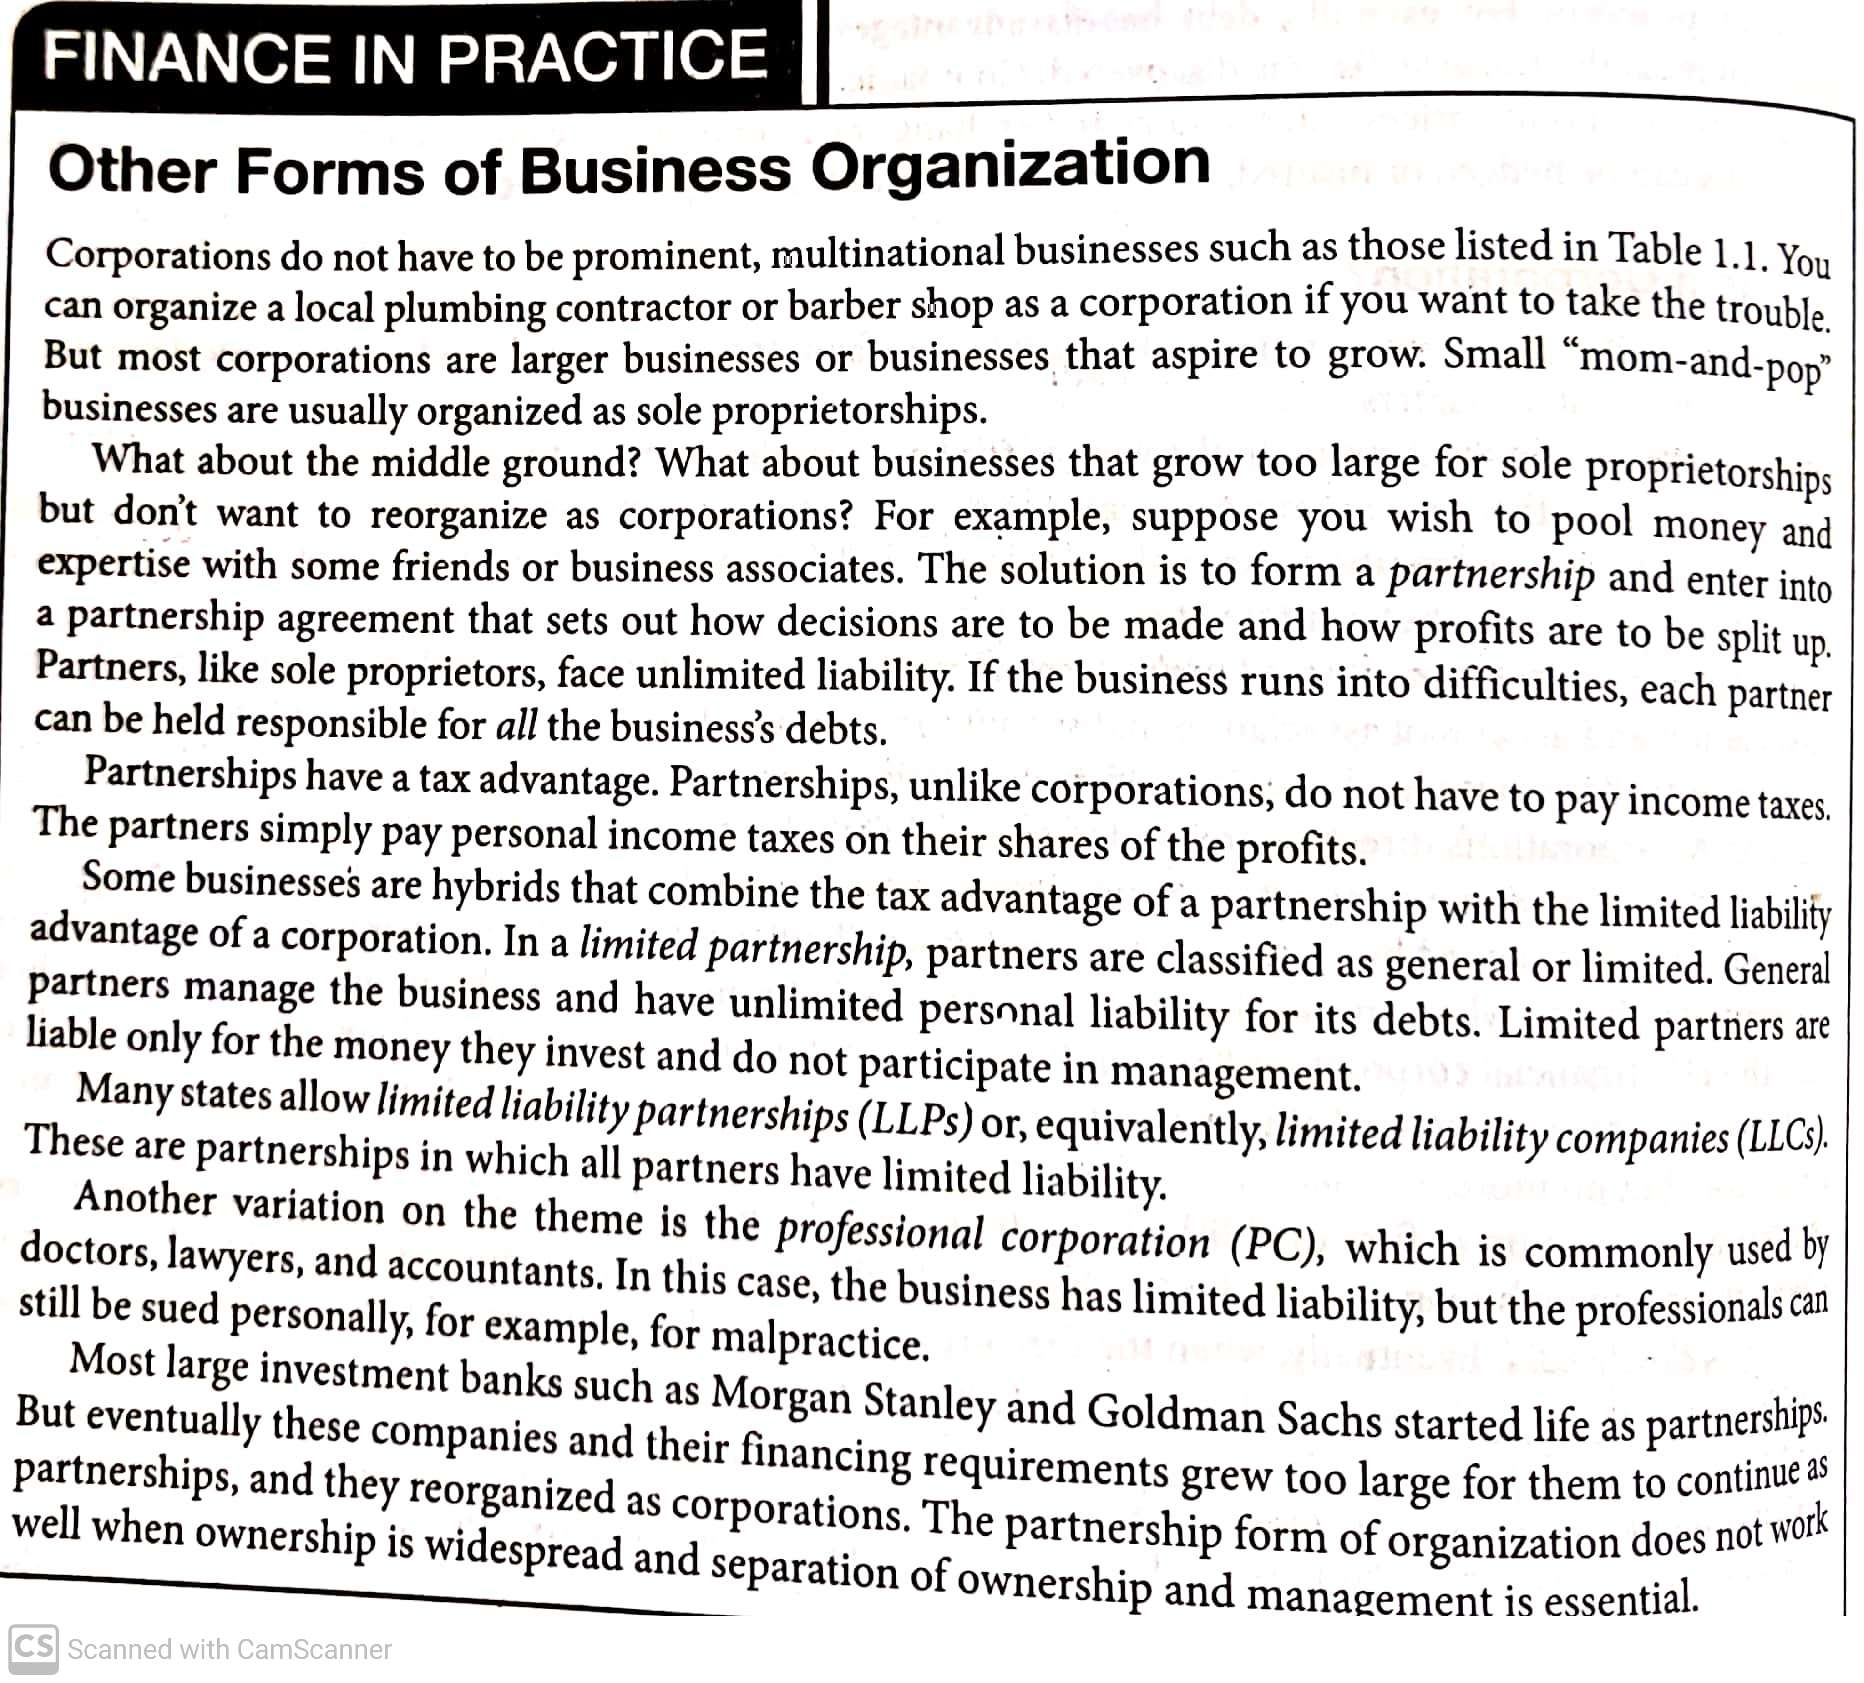 FINANCE IN PRACTICE
Other Forms of Business Organization
Corporations do not have to be prominent, multinational businesses such as those listed in Table 1.1. You
can organize a local plumbing contractor or barber shop as a corporation if you want to take the trouble.
But most corporations are larger businesses or businesses that aspire to grow. Small “mom-and-pop”
businesses are usually organized as sole proprietorships.
What about the middle ground? What about businesses that grow too large for sole proprietorships
but don’t want to reorganize as corporations? For example, suppose you wish to pool money and
expertise with some friends or business associates. The solution is to form a partnership and enter into
a partnership agreement that sets out how decisions are to be made and how profits are to be split up.
Partners, like sole proprietors, face unlimited liability. If the business runs into difficulties, each partner
can be held responsible for all the business’s debts.
Partnerships have a tax advantage. Partnerships, unlike corporations, do not have to pay income taxes.
The partners simply pay personal income taxes on their shares of the profits.
Some businesses are hybrids that combine the tax advantage of a partnership with the limited liability
advantage of a corporation. In a limited partnership, partners are classified as general or limited. General
partners manage the business and have unlimited personal liability for its debts. Limited partners are
liable only for the money they invest and do not participate in management.
Many states allow limited liability partnerships (LLPs) or, equivalently, limited liability companies (LLCs).
These are partnerships in which all partners have limited liability.
Another variation on the theme is the professional corporation (PC), which is commonly used by
doctors, lawyers, and accountants. In this case, the business has limited liability, but the professionals can
still be sued personally, for example, for malpractice.
Most large investment banks such as Morgan Stanley and Goldman Sachs started life as partnerships.
But eventually these companies and their financing requirements grew too large for them to continue as
partnerships, and they reorganized as corporations. The partnership form of organization does not work
well when ownership is widespread and separation of ownership and management is essential.
CS Scanned with CamScanner